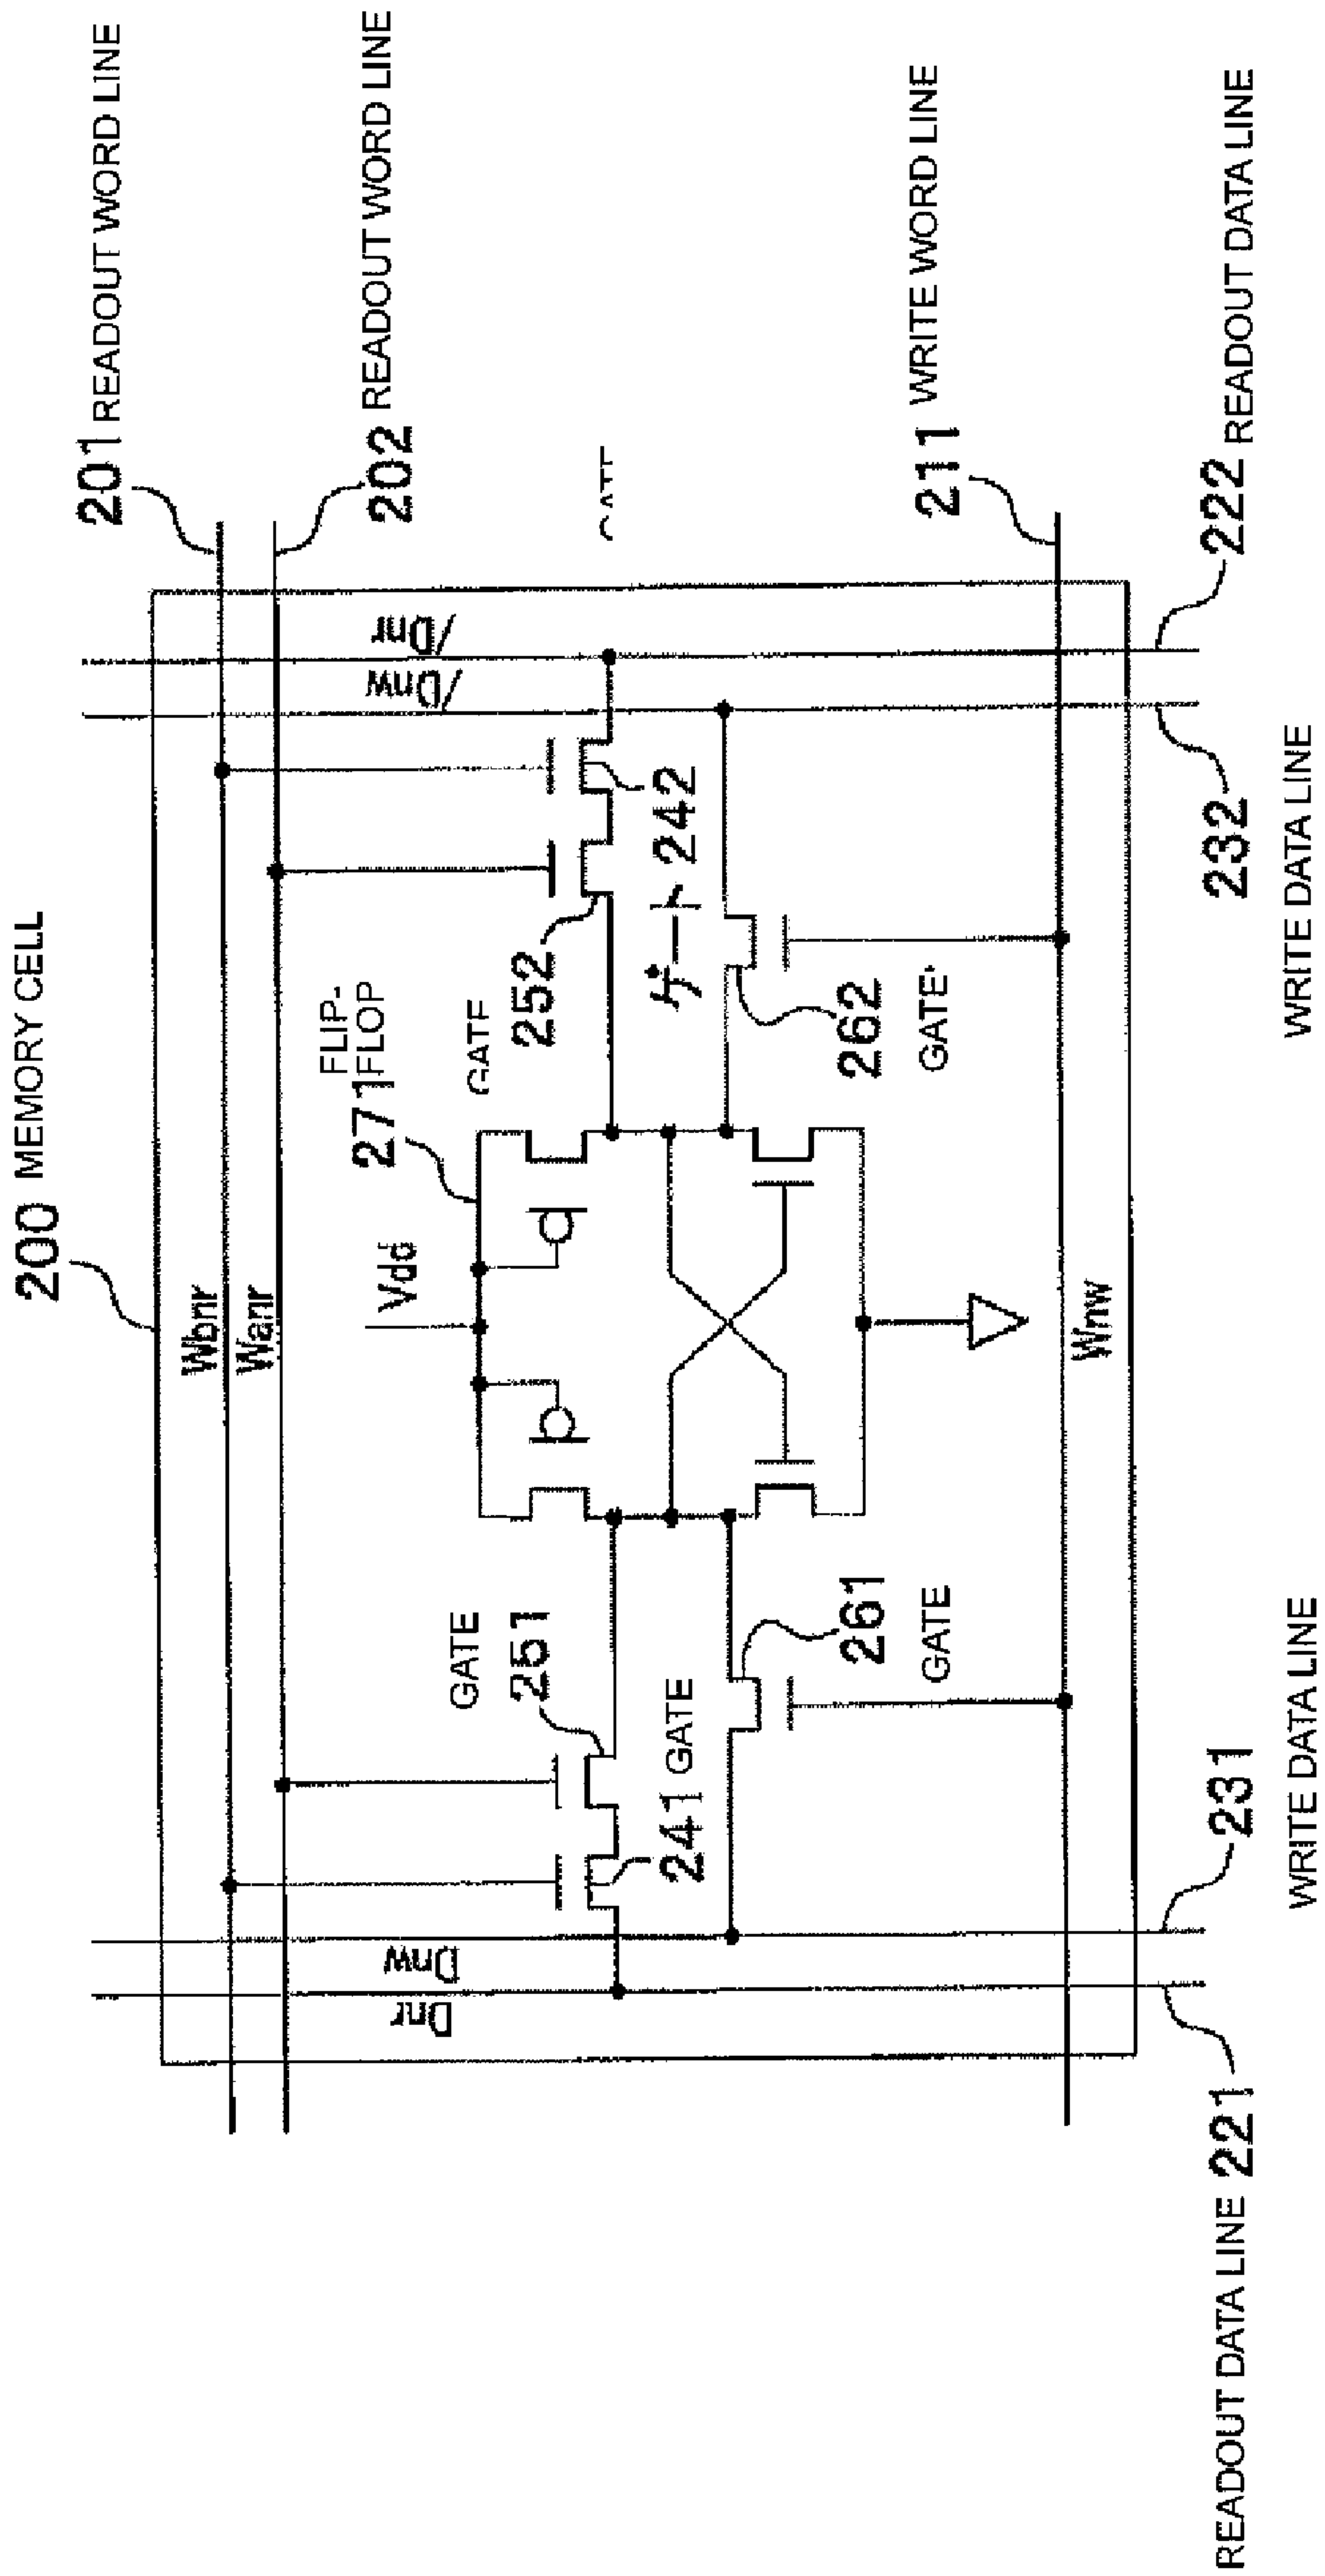 200 MEMORY CELL
201 READOUT WORD LINE
202 READOUT WORD LINE
Wbnr
Wanr
/Dnr
/Dnw
Vdd
271 FLIP-
FLOP
GATE
252
ゲート 242
GATE
251
241 GATE
262
GATE
261
GATE
211 WRITE WORD LINE
Wnw
Dnw
Dnr
READOUT DATA LINE 221
231
WRITE DATA LINE
232
WRITE DATA LINE
222 READOUT DATA LINE